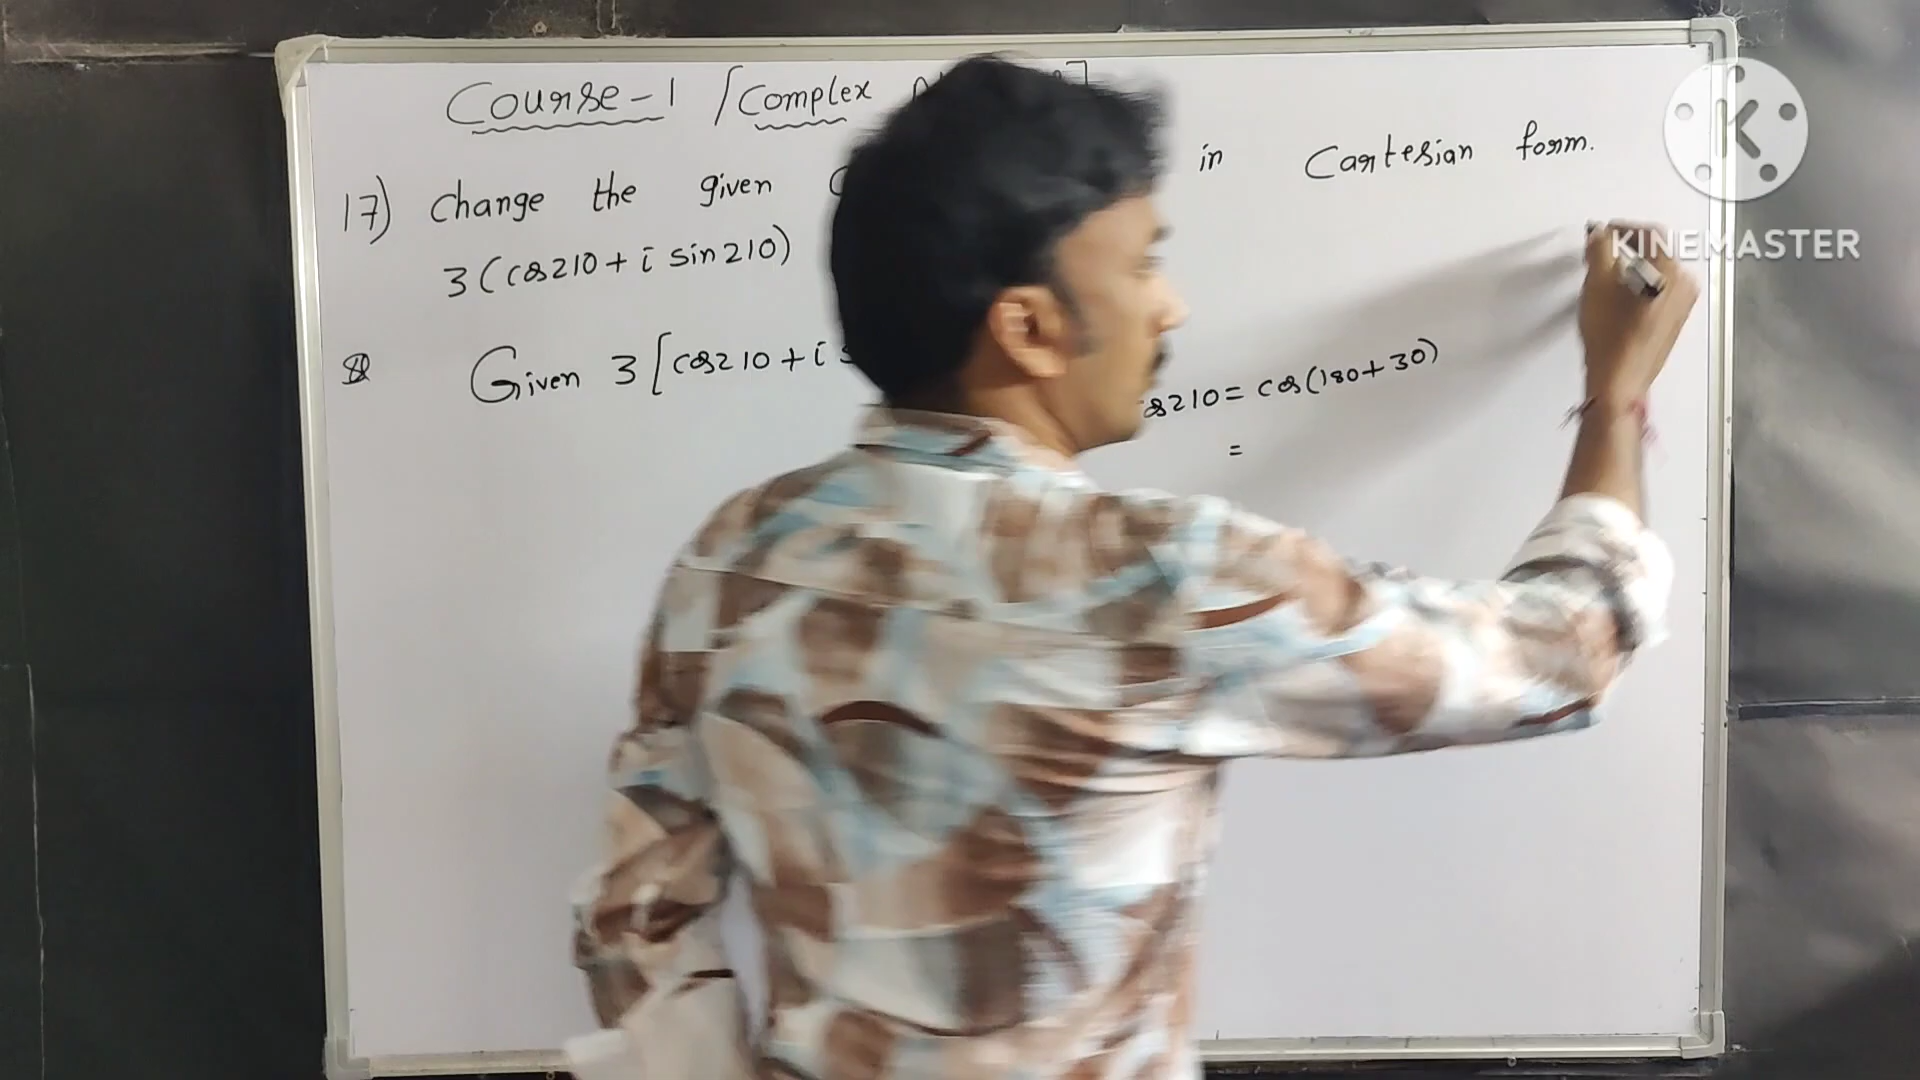 Course-1 / Complex
17) Change the given in Cartesian form.
3(cos210 + i sin210)
Given 3[cos210 + i
210 = cos(180+30)
=
K
KINEMASTER